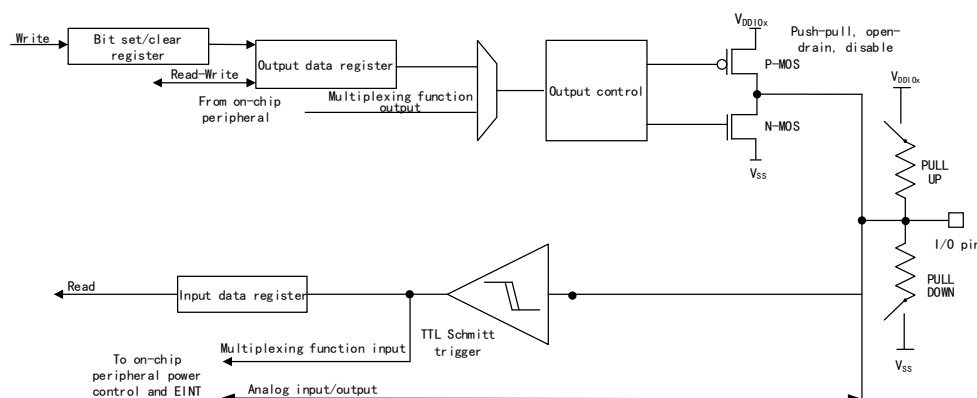 Write
Bit set/clear
register
Read-Write
Output data register
From on-chip
peripheral
Multiplexing function
output
Output control
VDDIOx
Push-pull, open-
drain, disable
P-MOS
N-MOS
VSS
VDDIOx
PULL
UP
I/O pin
PULL
DOWN
VSS
Read
Input data register
TTL Schmitt
trigger
Multiplexing function input
To on-chip
peripheral power
control and EINT
Analog input/output